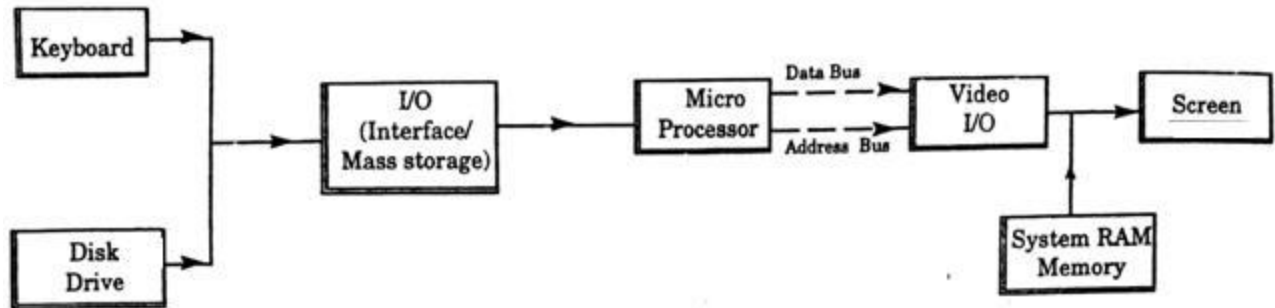 Keyboard
Disk
Drive
I/O
(Interface/
Mass storage)
Micro
Processor
Data Bus
Address Bus
Video
I/O
Screen
System RAM
Memory